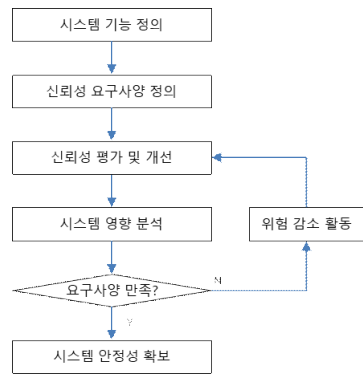 시스템 기능 정의
신뢰성 요구사양 정의
신뢰성 평가 및 개선
시스템 영향 분석
위험 감소 활동
요구사양 만족?
N
Y
시스템 안정성 확보